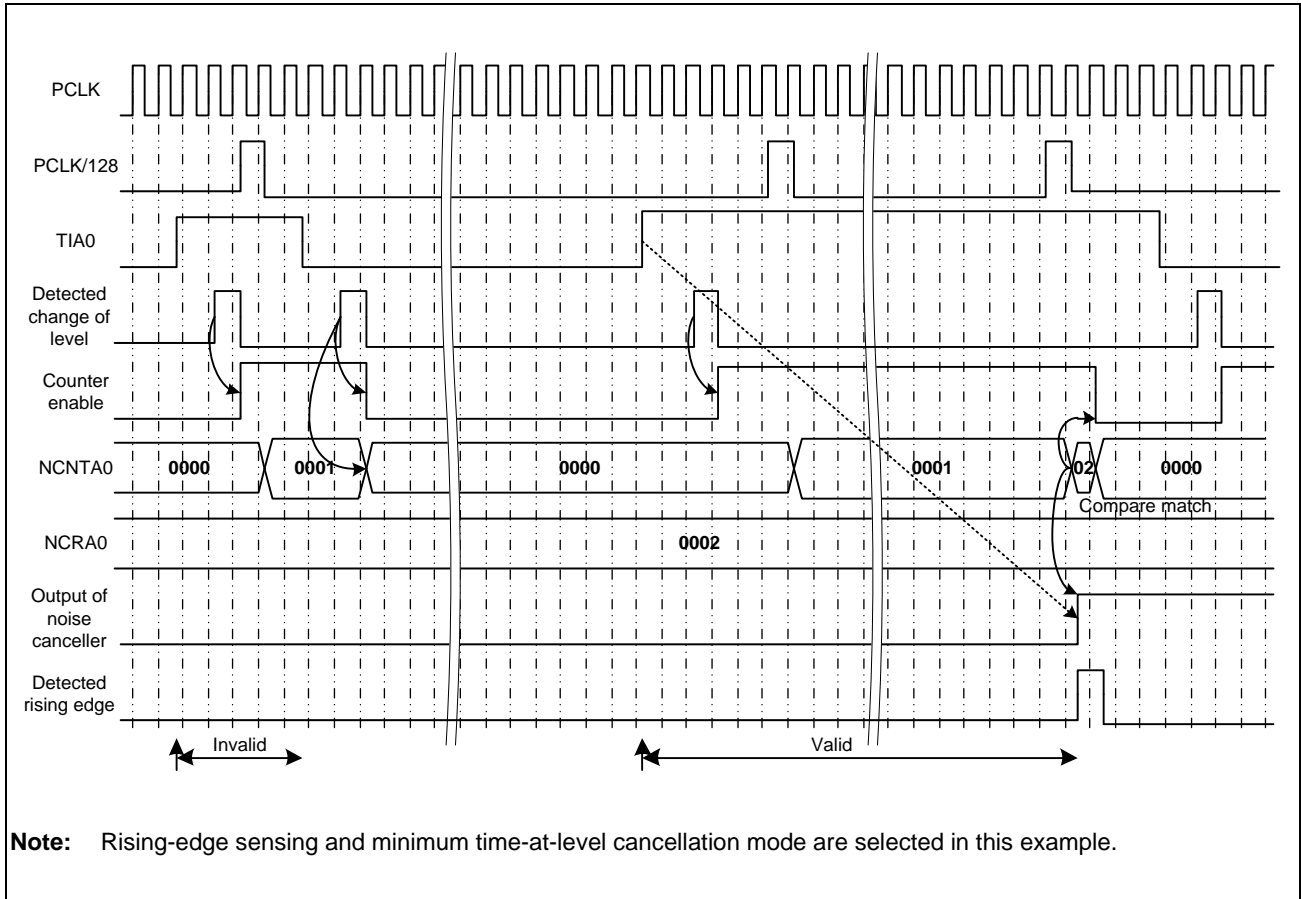 PCLK
PCLK/128
TIA0
Detected
change of
level
Counter
enable
NCNTA0
0000
0001
0000
0001
02
0000
Compare match
NCRA0
0002
Output of
noise
canceller
Detected
rising edge
Invalid
Valid
Note: Rising-edge sensing and minimum time-at-level cancellation mode are selected in this example.